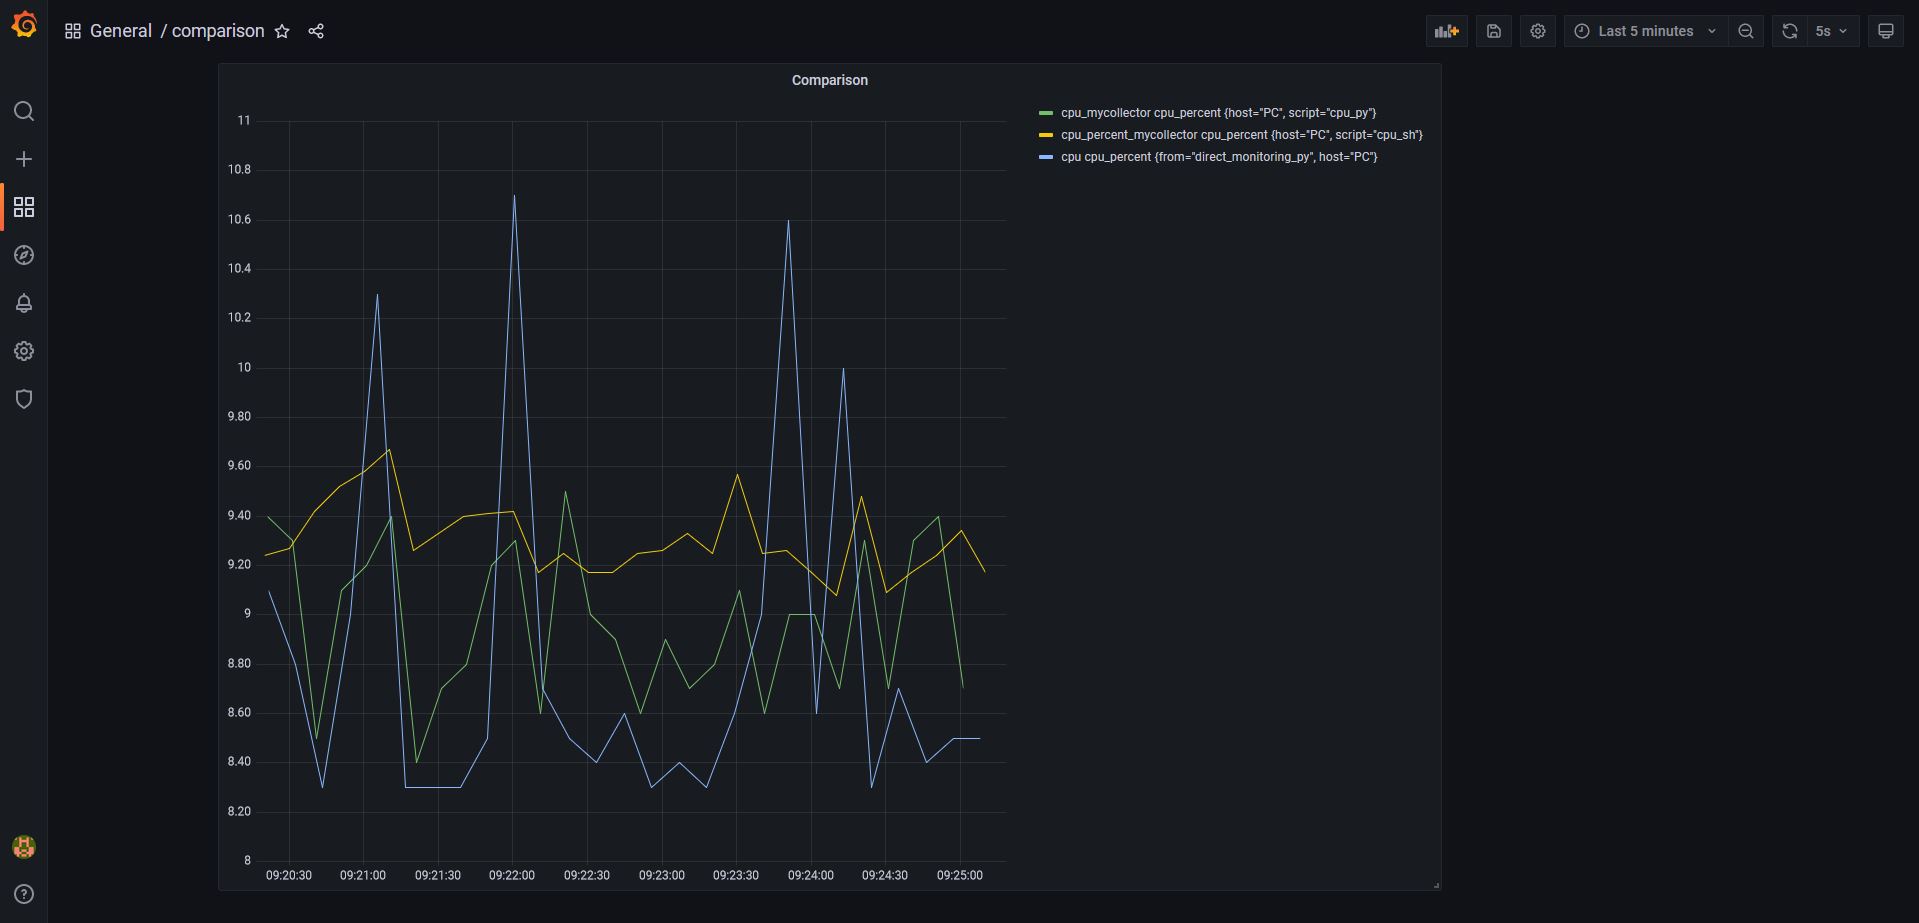 General / comparison
Last 5 minutes
5s
Comparison
cpu_mycollector cpu_percent {host="PC", script="cpu_py"}
cpu_percent_mycollector cpu_percent {host="PC", script="cpu_sh"}
cpu cpu_percent {from="direct_monitoring_py", host="PC"}
11
10.8
10.6
10.4
10.2
10
9.80
9.60
9.40
9.20
9
8.80
8.60
8.40
8.20
8
09:20:30 09:21:00 09:21:30 09:22:00 09:22:30 09:23:00 09:23:30 09:24:00 09:24:30 09:25:00